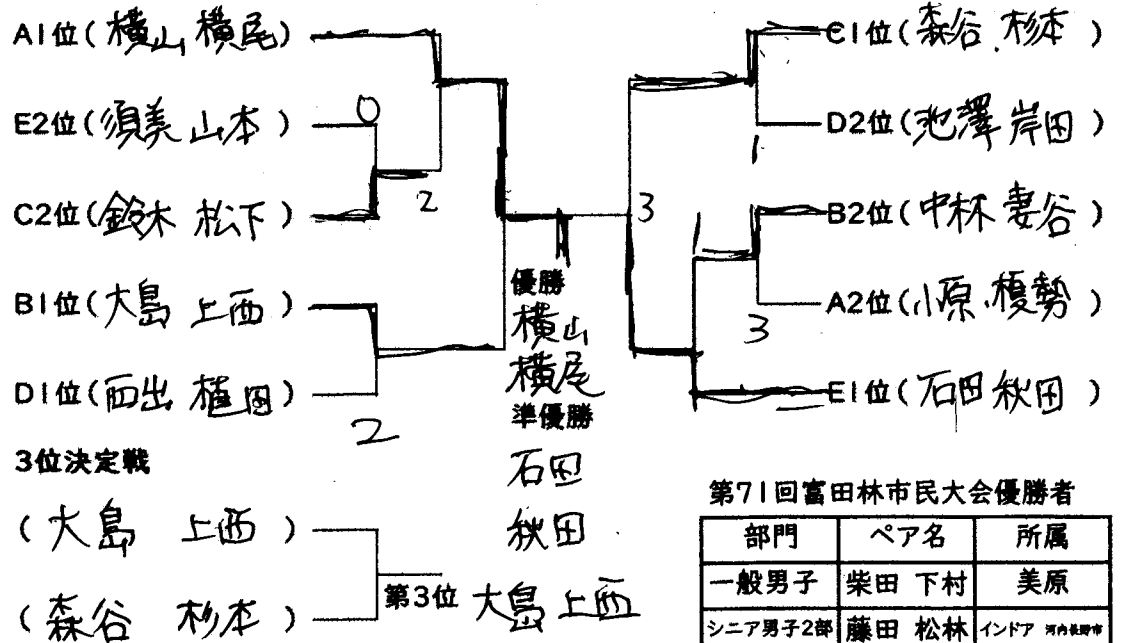 A1位(横山 横尾)
E2位(須美 山本)
0
C2位(鈴木 松下)
2
B1位(大島 上西)
D1位(西出 植田)
2
C1位(森谷、杉本)
D2位(池澤 岸田)
1
B2位(中林 妻谷)
3
1
A2位(小原、榎勢)
3
E1位(石田 秋田)
優勝
横山
横尾
準優勝
石田
秋田
3位決定戦
(大島 上西)
(森谷 杉本)
第3位 大島 上西
第71回富田林市民大会優勝者
部門 ペア名 所属
一般男子 柴田 下村 美原
シニア男子2部 藤田 松林 インドア 河内長野市